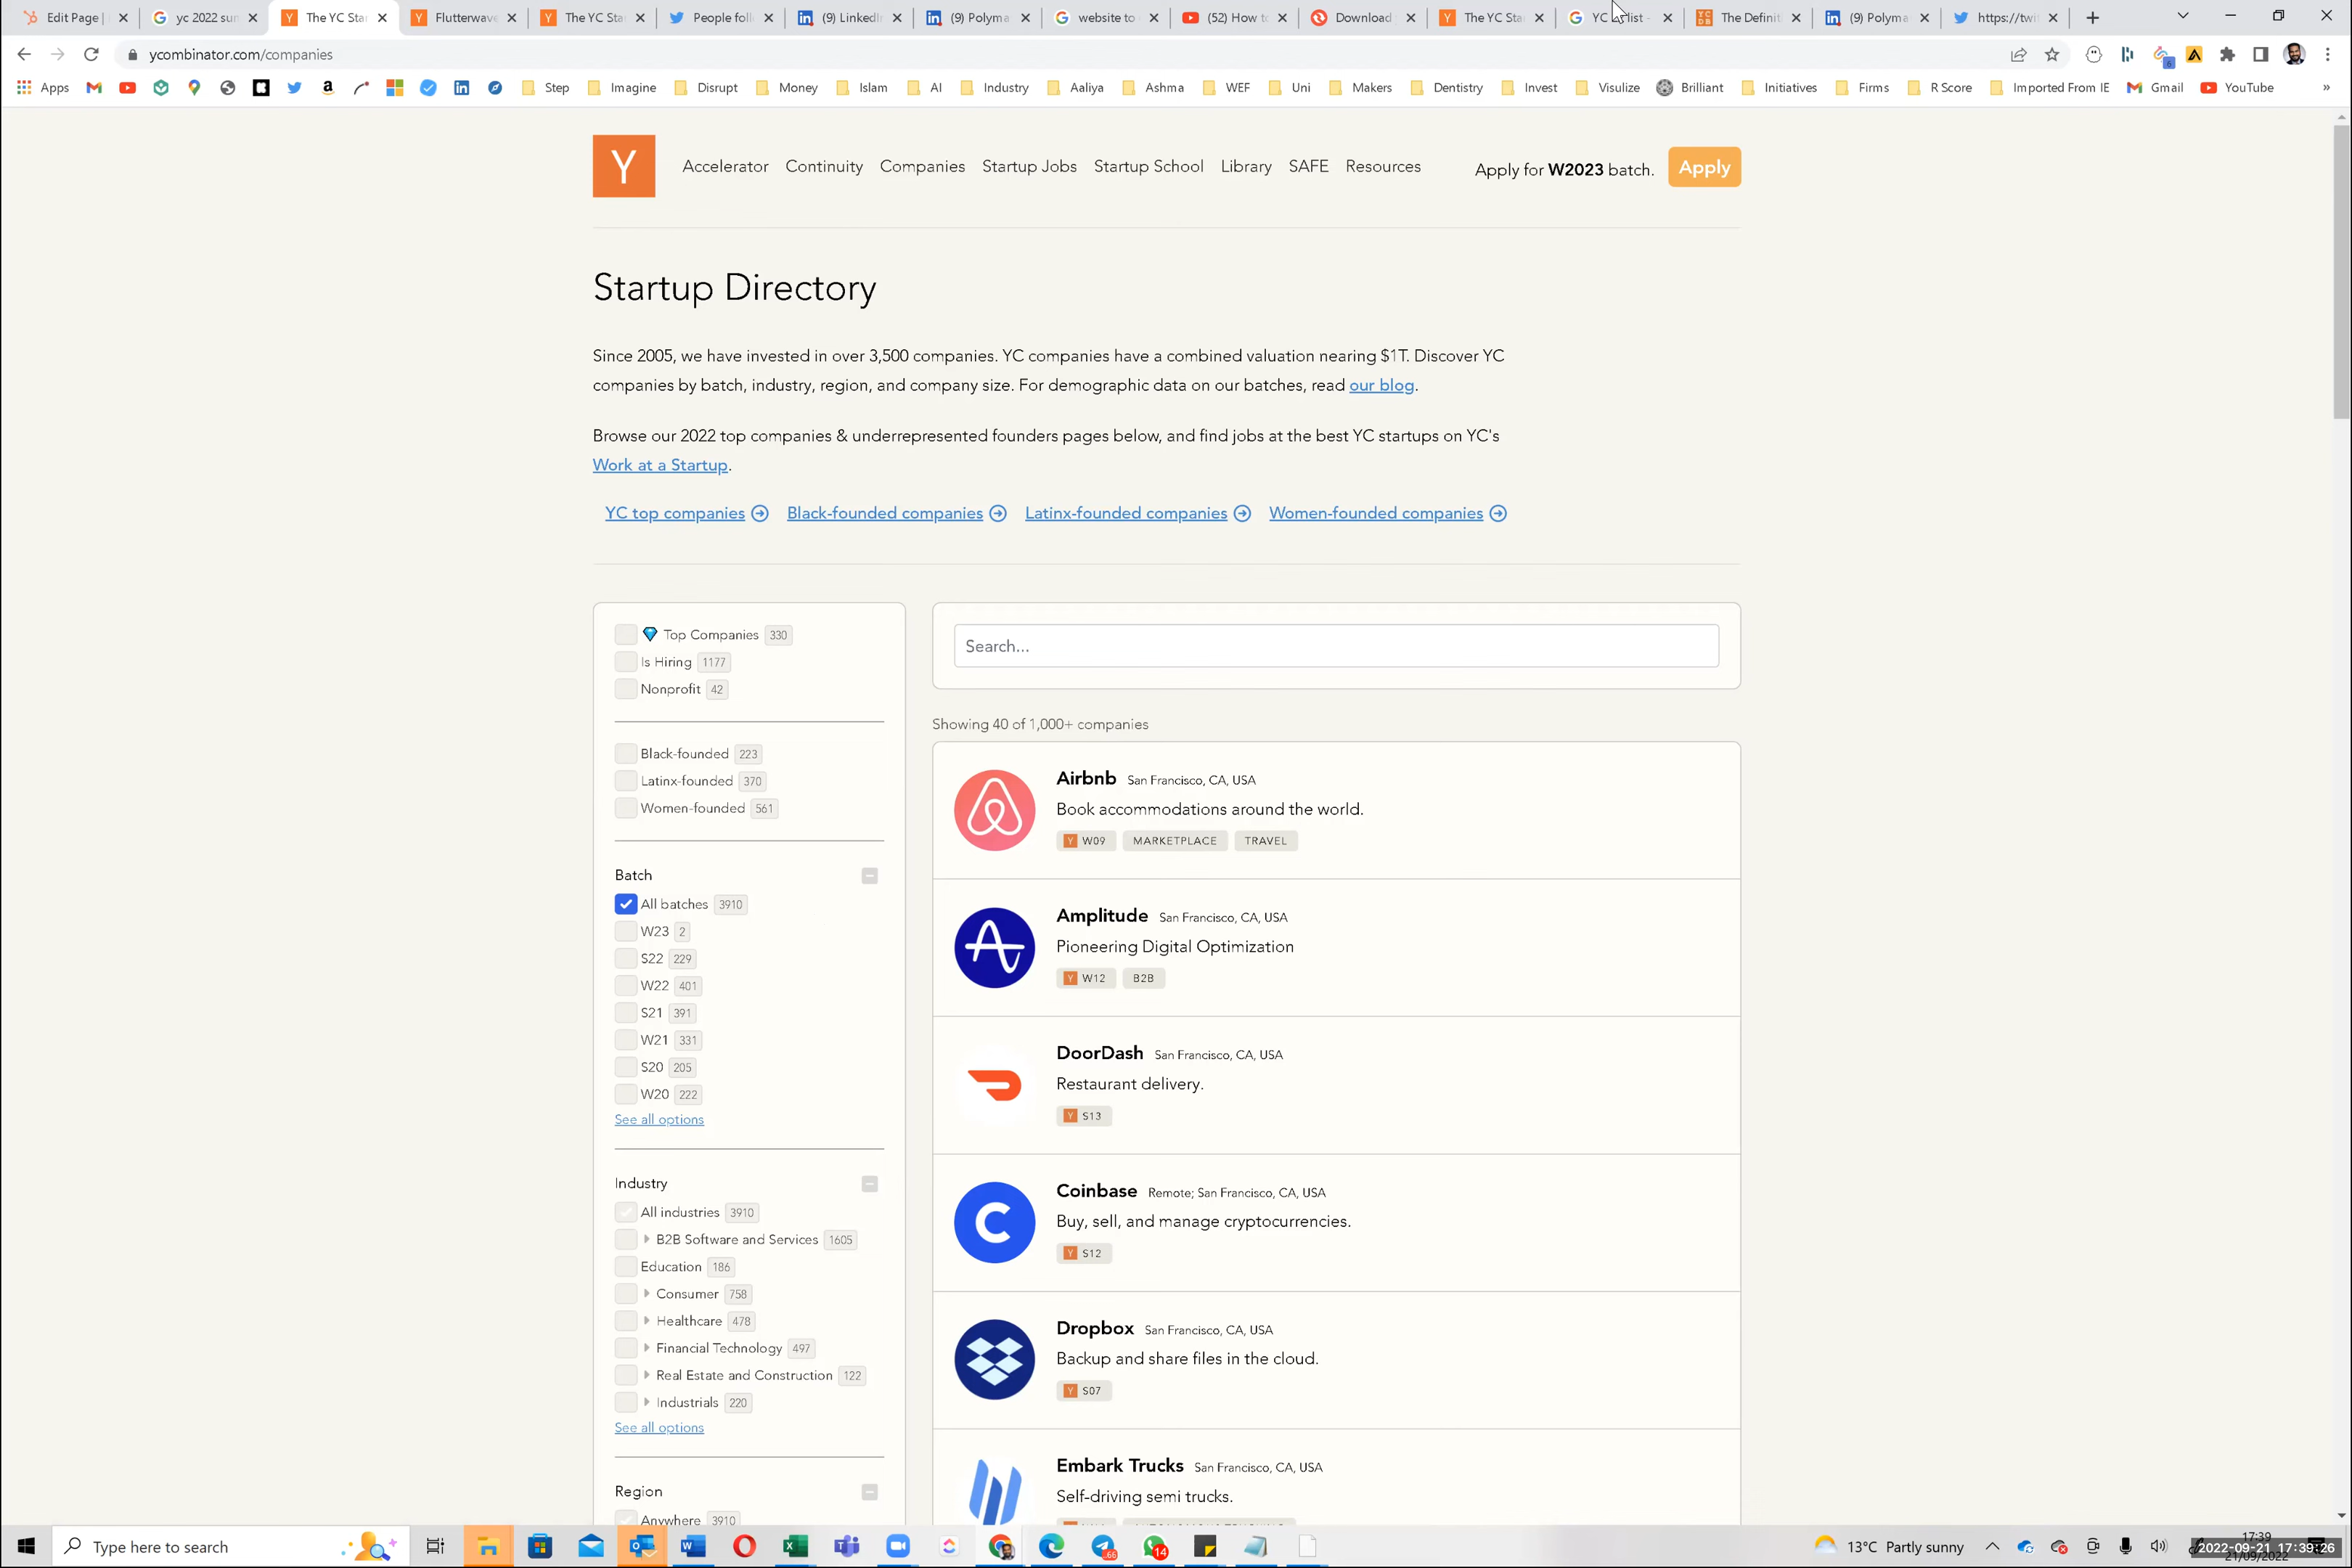 Edit Page |
yc 2022 sur
The YC Sta
Flutterwave
The YC Sta
People foll
(9) LinkedIn
(9) Polyma
website to
(52) How to
Download
The YC Sta
YC
list -
The Definit
(9) Polyma
https://twi
ycombinator.com/companies
6
Apps
Step
Imagine
Disrupt
Money
Islam
AI
Industry
Aaliya
Ashma
WEF
Uni
Makers
Dentistry
Invest
Visulize
Brilliant
Initiatives
Firms
R Score
Imported From IE
Gmail
YouTube
»
Y
Accelerator
Continuity
Companies
Startup Jobs
Startup School
Library
SAFE
Resources
Apply for W2023 batch.
Apply
Startup Directory
Since 2005, we have invested in over 3,500 companies. YC companies have a combined valuation nearing $1T. Discover YC
companies by batch, industry, region, and company size. For demographic data on our batches, read our blog.
Browse our 2022 top companies & underrepresented founders pages below, and find jobs at the best YC startups on YC's
Work at a Startup.
YC top companies
Black-founded companies
Latinx-founded companies
Women-founded companies
Top Companies 330
Is Hiring 1177
Nonprofit 42
Black-founded 223
Latinx-founded 370
Women-founded 561
Batch
All batches 3910
W23 2
S22 229
W22 401
S21 391
W21 331
S20 205
W20 222
See all options
Industry
All industries 3910
B2B Software and Services 1605
Education 186
Consumer 758
Healthcare 478
Financial Technology 497
Real Estate and Construction 122
Industrials 220
See all options
Region
Anywhere 3910
Search...
Showing 40 of 1,000+ companies
Airbnb San Francisco, CA, USA
Book accommodations around the world.
Y W09 MARKETPLACE TRAVEL
Amplitude San Francisco, CA, USA
Pioneering Digital Optimization
Y W12 B2B
DoorDash San Francisco, CA, USA
Restaurant delivery.
Y S13
Coinbase Remote; San Francisco, CA, USA
Buy, sell, and manage cryptocurrencies.
Y S12
Dropbox San Francisco, CA, USA
Backup and share files in the cloud.
Y S07
Embark Trucks San Francisco, CA, USA
Self-driving semi trucks.
Type here to search
66
14
13°C Partly sunny
17:39
2022-09-21 17:39:26
21/09/2022